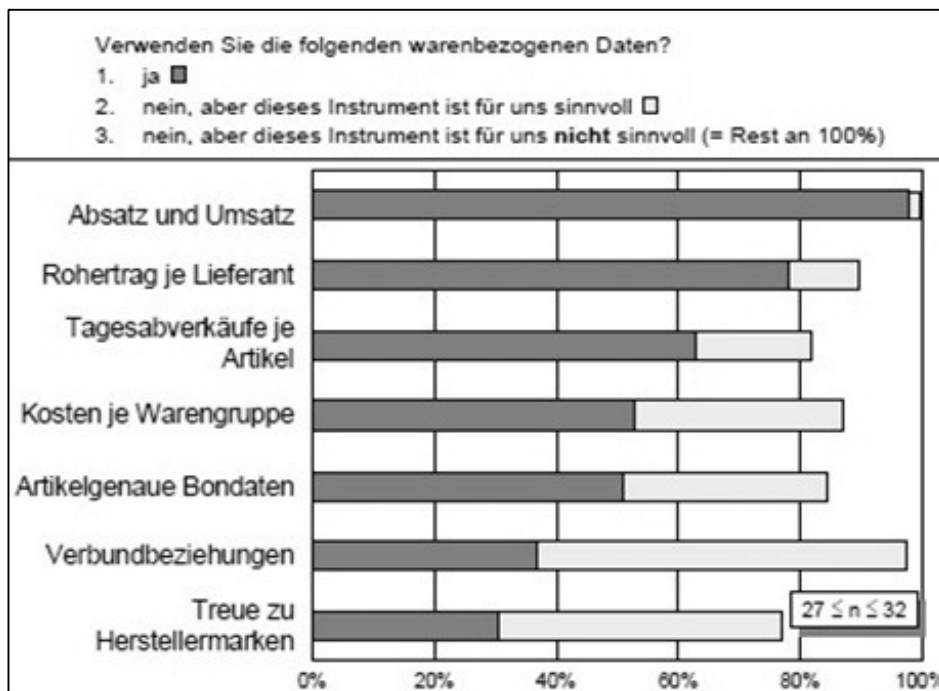 Verwenden Sie die folgenden warenbezogenen Daten?
1. ja
2. nein, aber dieses Instrument ist für uns sinnvoll
3. nein, aber dieses Instrument ist für uns nicht sinnvoll (= Rest an 100%)
Absatz und Umsatz
Rohertrag je Lieferant
Tagesabverkäufe je
Artikel
Kosten je Warengruppe
Artikelgenaue Bondaten
Verbundbeziehungen
Treue zu
Herstellermarken
27 ≤ n ≤ 32
0% 20% 40% 60% 80% 100%